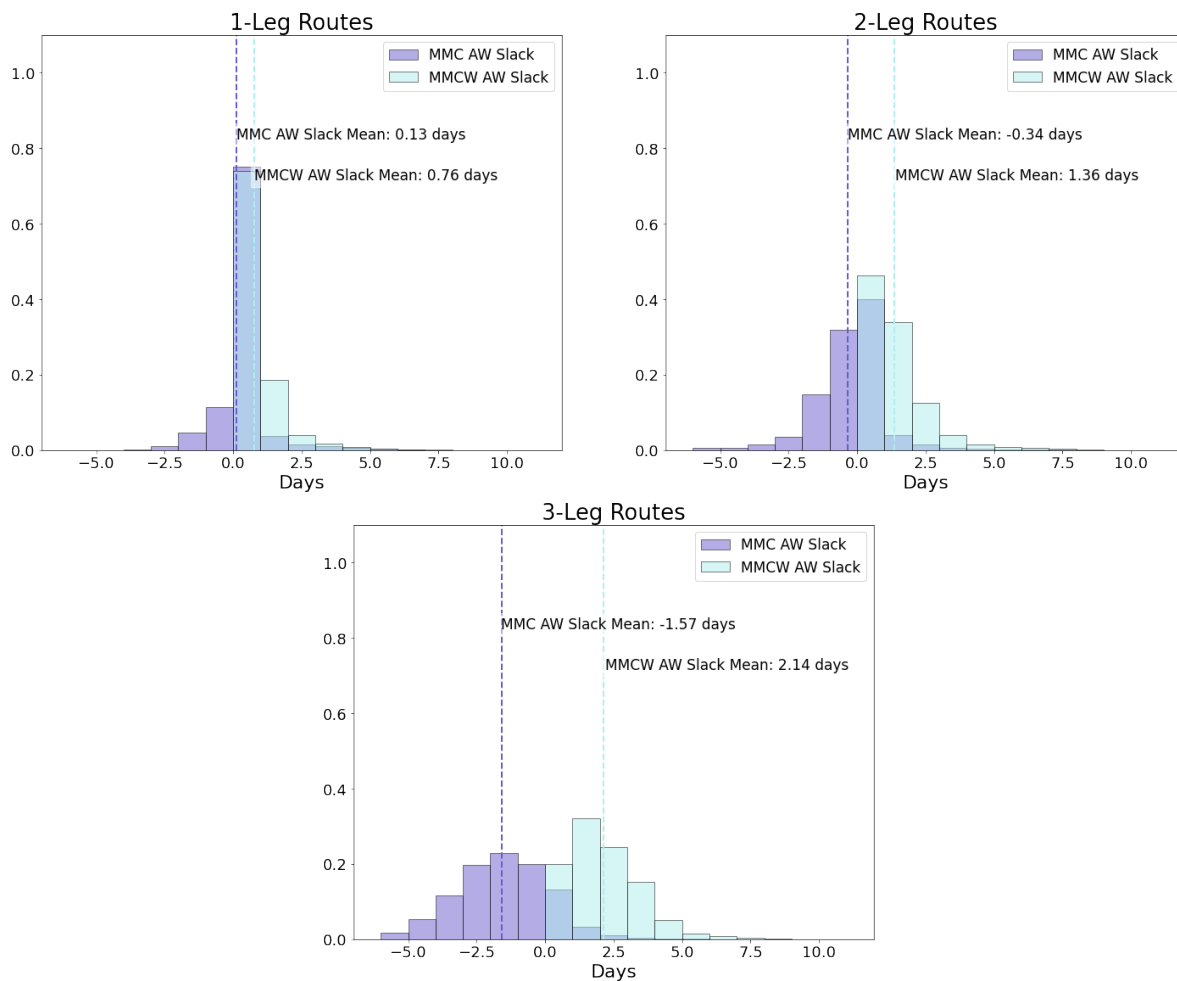 1-Leg Routes
MMC AW Slack
MMCW AW Slack
MMC AW Slack Mean: 0.13 days
MMCW AW Slack Mean: 0.76 days
1.0
0.8
0.6
0.4
0.2
0.0
−5.0 −2.5 0.0 2.5 5.0 7.5 10.0
Days
2-Leg Routes
MMC AW Slack
MMCW AW Slack
MMC AW Slack Mean: -0.34 days
MMCW AW Slack Mean: 1.36 days
1.0
0.8
0.6
0.4
0.2
0.0
−5.0 −2.5 0.0 2.5 5.0 7.5 10.0
Days
3-Leg Routes
MMC AW Slack
MMCW AW Slack
MMC AW Slack Mean: -1.57 days
MMCW AW Slack Mean: 2.14 days
1.0
0.8
0.6
0.4
0.2
0.0
−5.0 −2.5 0.0 2.5 5.0 7.5 10.0
Days